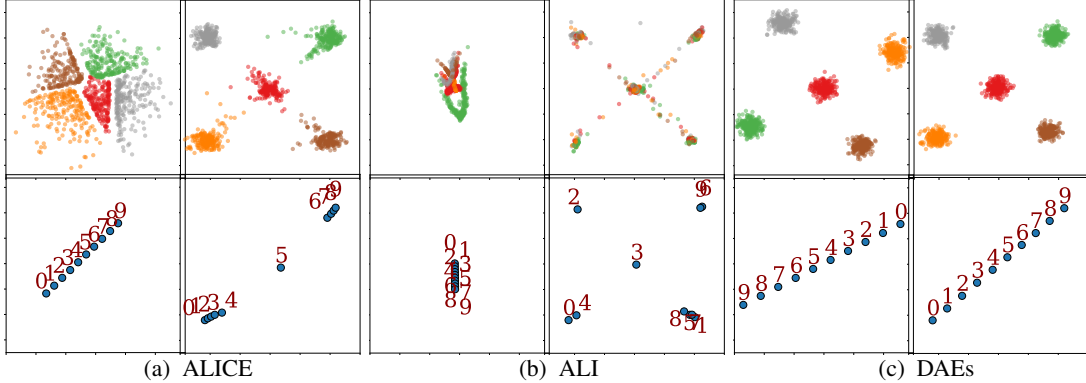 0 1 2 3 4 5 6 7 8 9
0 1 2 3 4
5
6 7 8 9
0 1
2 3
4 5
6 7
8 9
2
9 6
3
0 4
8 5 7 1
9 8 7 6 5 4 3 2 1 0
0 1 2 3 4 5 6 7 8 9
(a) ALICE
(b) ALI
(c) DAEs